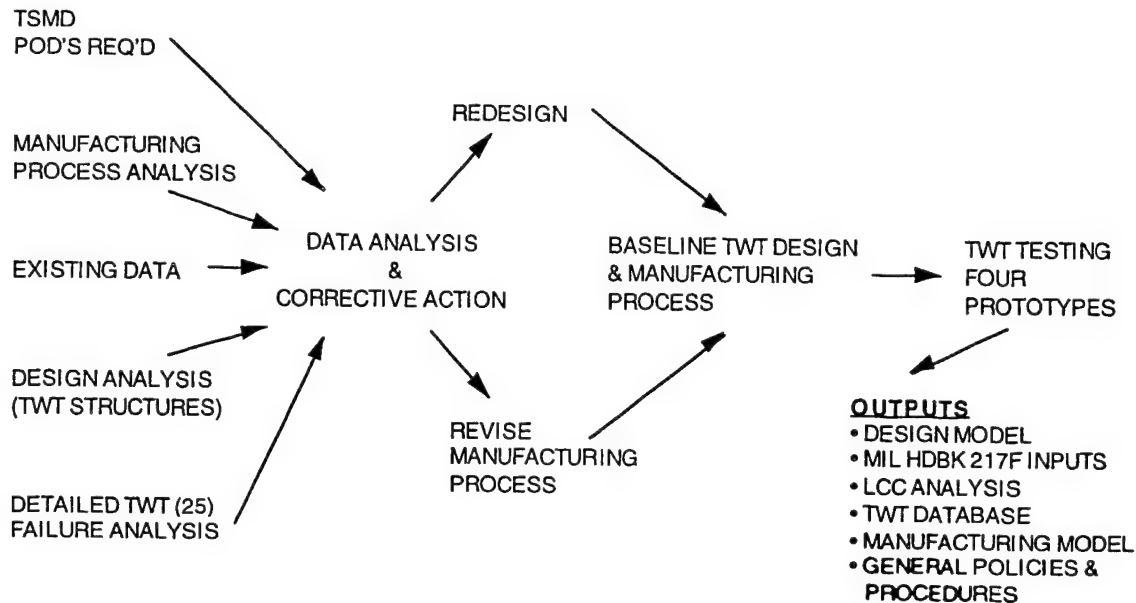 TSMD
POD'S REQ'D
MANUFACTURING
PROCESS ANALYSIS
EXISTING DATA
DESIGN ANALYSIS
(TWT STRUCTURES)
DETAILED TWT (25)
FAILURE ANALYSIS
DATA ANALYSIS
&
CORRECTIVE ACTION
REDESIGN
REVISE
MANUFACTURING
PROCESS
BASELINE TWT DESIGN
& MANUFACTURING
PROCESS
TWT TESTING
FOUR
PROTOTYPES
OUTPUTS
• DESIGN MODEL
• MIL HDBK 217F INPUTS
• LCC ANALYSIS
• TWT DATABASE
• MANUFACTURING MODEL
• GENERAL POLICIES &
PROCEDURES